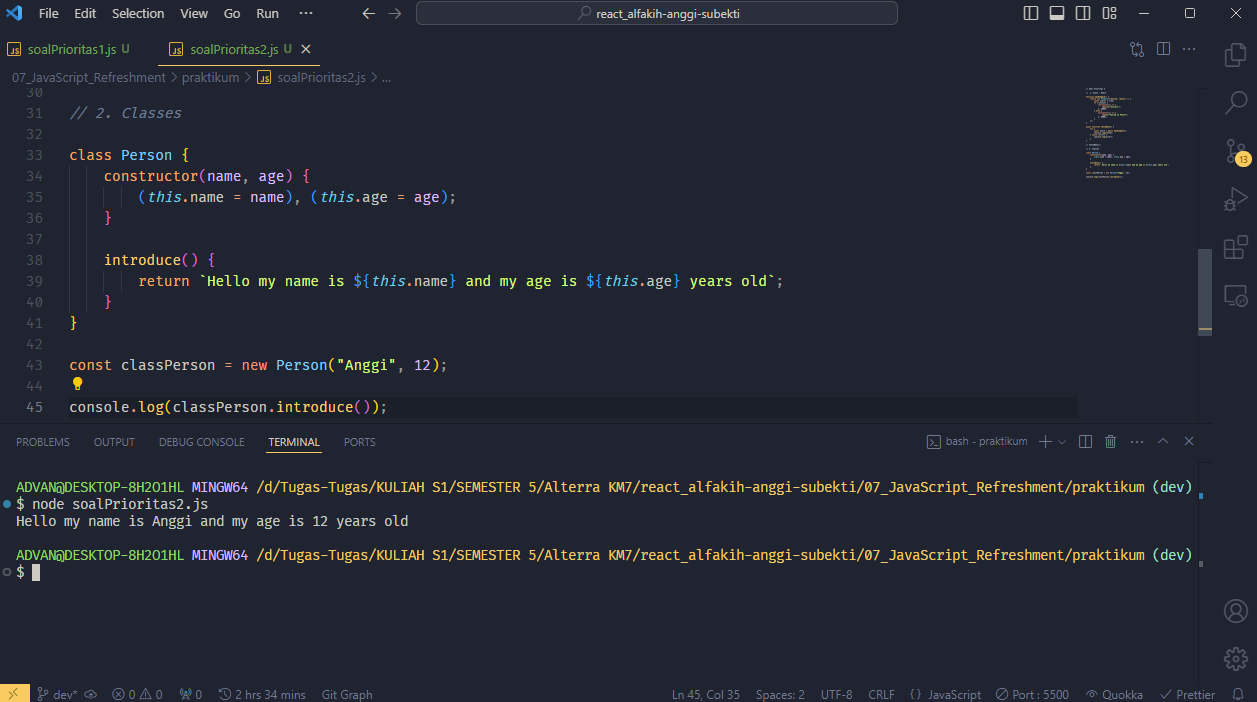 File Edit Selection View Go Run ··· react_alfakih-anggi-subekti
JS soalPrioritas1.js U JS soalPrioritas2.js U
07_JavaScript_Refreshment > praktikum > JS soalPrioritas2.js > ...
30
31 // 2. Classes
32
33 class Person {
34 constructor(name, age) {
35 (this.name = name), (this.age = age);
36 }
37
38 introduce() {
39 return `Hello my name is ${this.name} and my age is ${this.age} years old`;
40 }
41 }
42
43 const classPerson = new Person("Anggi", 12);
44
45 console.log(classPerson.introduce());
13
PROBLEMS OUTPUT DEBUG CONSOLE TERMINAL PORTS bash - praktikum
ADVAN@DESKTOP-8H2O1HL MINGW64 /d/Tugas-Tugas/KULIAH S1/SEMESTER 5/Alterra KM7/react_alfakih-anggi-subekti/07_JavaScript_Refreshment/praktikum (dev)
$ node soalPrioritas2.js
Hello my name is Anggi and my age is 12 years old
ADVAN@DESKTOP-8H2O1HL MINGW64 /d/Tugas-Tugas/KULIAH S1/SEMESTER 5/Alterra KM7/react_alfakih-anggi-subekti/07_JavaScript_Refreshment/praktikum (dev)
$
dev* 0 0 0 2 hrs 34 mins Git Graph Ln 45, Col 35 Spaces: 2 UTF-8 CRLF {} JavaScript Port : 5500 Quokka Prettier